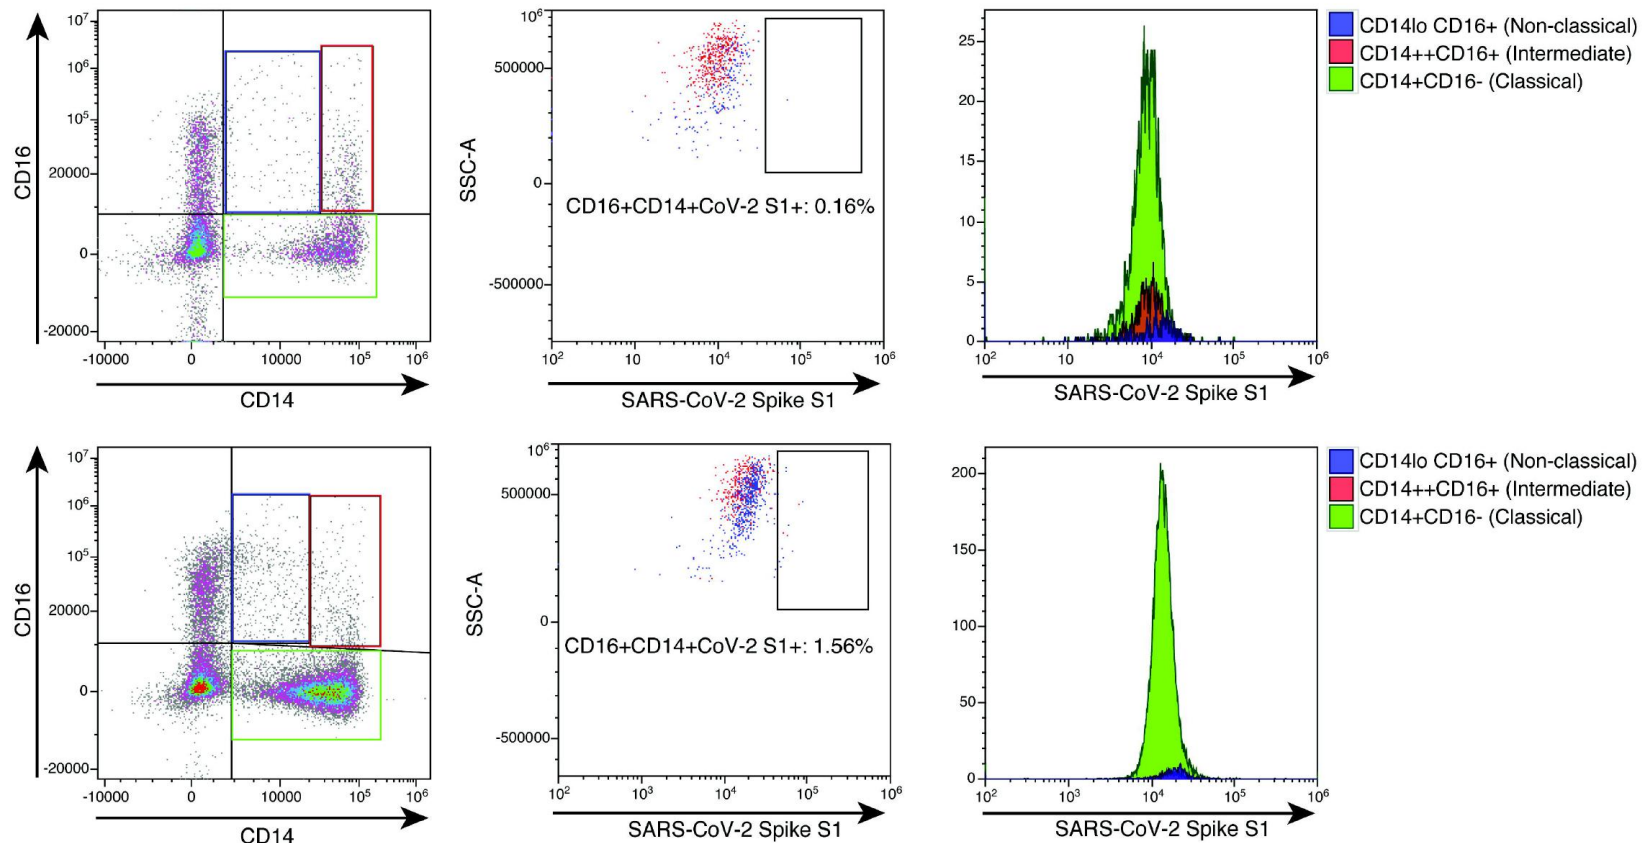 10⁷
10⁶
10⁵
20000
0
-20000
CD16
-10000 0 10000 10⁵ 10⁶
CD14
10⁶
500000
0
-500000
SSC-A
CD16+CD14+CoV-2 S1+: 0.16%
10² 10 10⁴ 10⁵ 10⁶
SARS-CoV-2 Spike S1
25
20
15
10
5
0
10² 10 10⁴ 10⁵ 10⁶
SARS-CoV-2 Spike S1
CD14lo CD16+ (Non-classical)
CD14++CD16+ (Intermediate)
CD14+CD16- (Classical)
10⁷
10⁶
10⁵
20000
0
-20000
CD16
-10000 0 10000 10⁵ 10⁶
CD14
10⁶
500000
0
-500000
SSC-A
CD16+CD14+CoV-2 S1+: 1.56%
10² 10³ 10⁴ 10⁵ 10⁶
SARS-CoV-2 Spike S1
200
150
100
50
0
10² 10³ 10⁴ 10⁵ 10⁶
SARS-CoV-2 Spike S1
CD14lo CD16+ (Non-classical)
CD14++CD16+ (Intermediate)
CD14+CD16- (Classical)